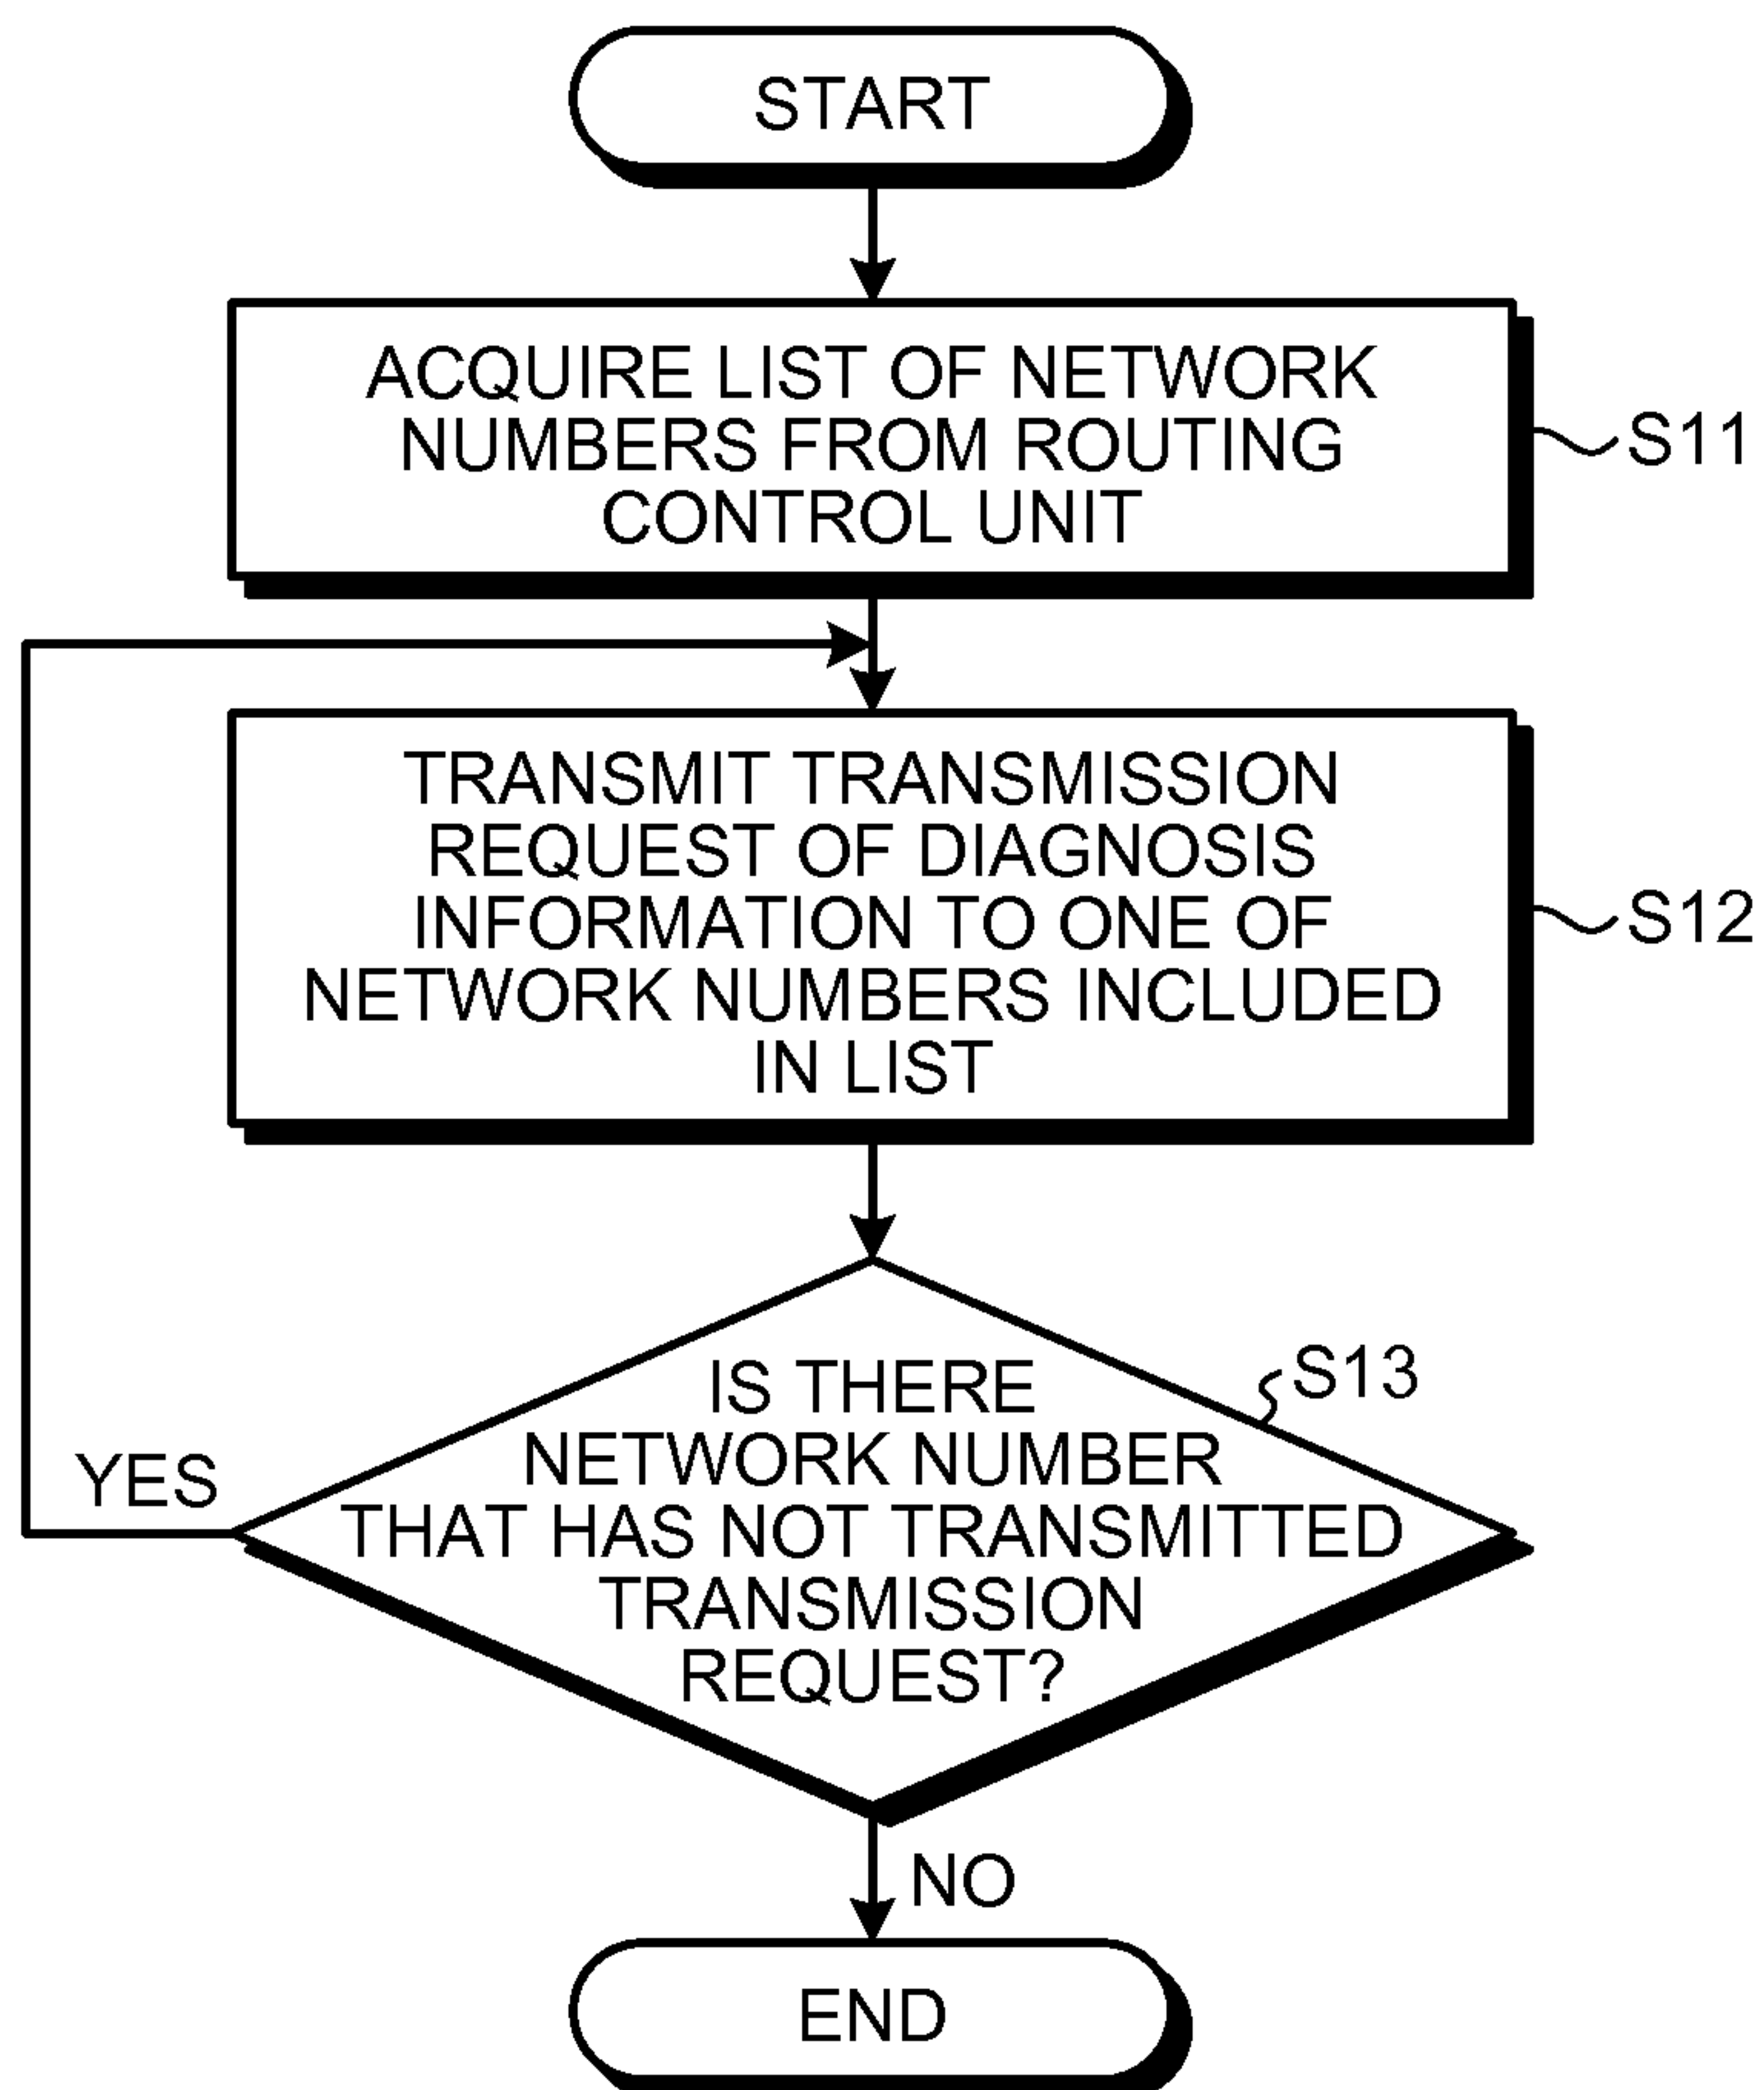 START
ACQUIRE LIST OF NETWORK
NUMBERS FROM ROUTING
CONTROL UNIT
S11
TRANSMIT TRANSMISSION
REQUEST OF DIAGNOSIS
INFORMATION TO ONE OF
NETWORK NUMBERS INCLUDED
IN LIST
S12
IS THERE
NETWORK NUMBER
THAT HAS NOT TRANSMITTED
TRANSMISSION
REQUEST?
S13
YES
NO
END